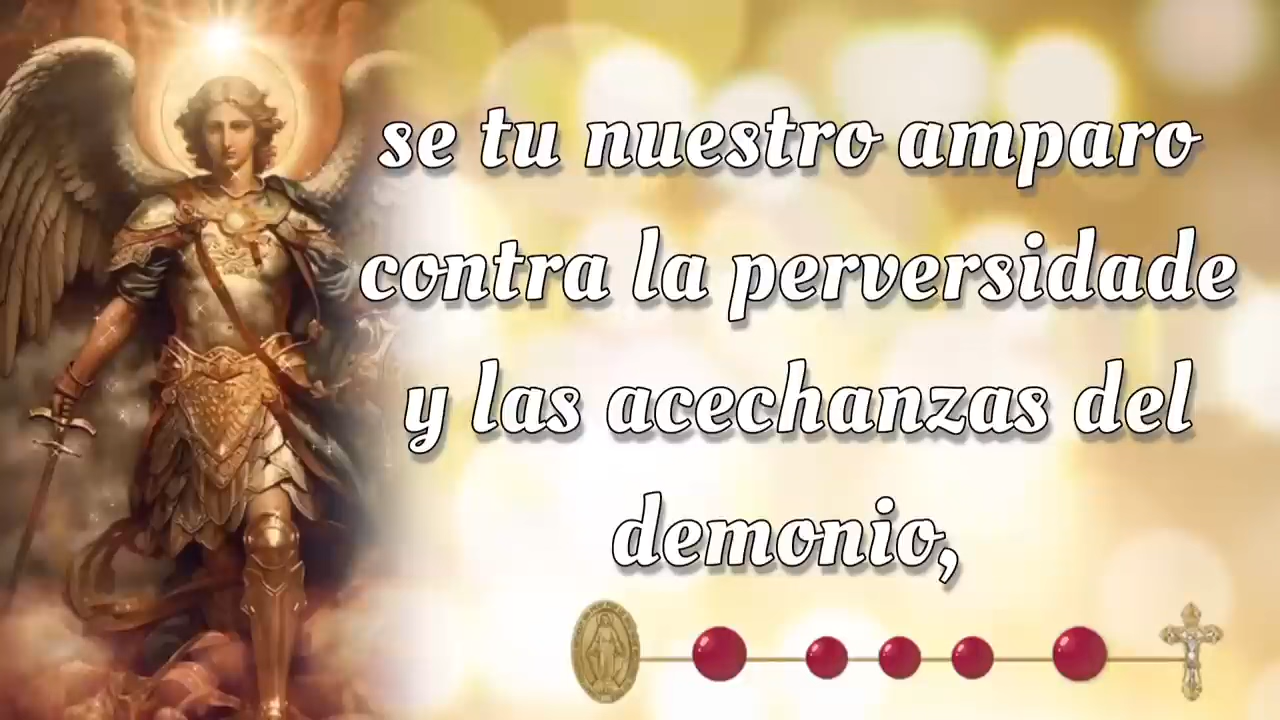 se tu nuestro amparo
contra la perversidade
y las acechanzas del
demonio,